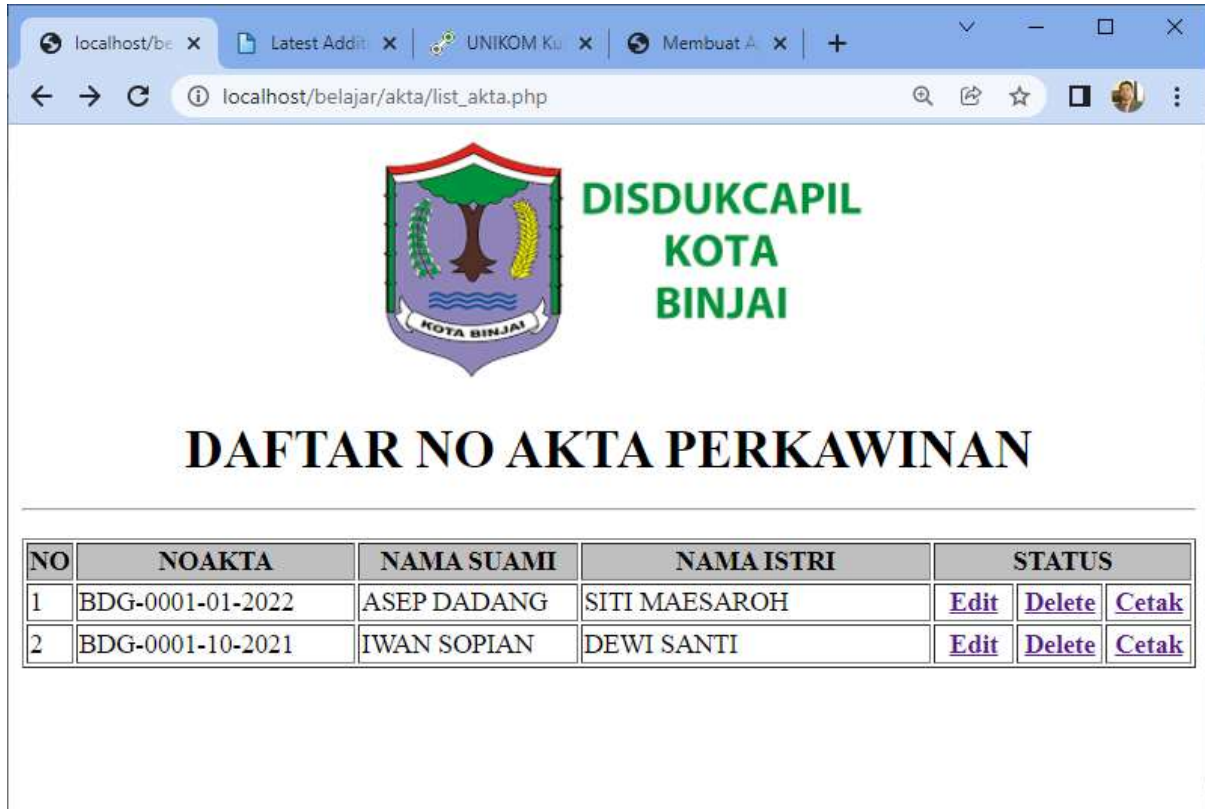 localhost/be
Latest Addit
UNIKOM Ku
Membuat A
localhost/belajar/akta/list_akta.php
KOTA BINJAI
DISDUKCAPIL
KOTA
BINJAI
DAFTAR NO AKTA PERKAWINAN
NO NOAKTA NAMA SUAMI NAMA ISTRI STATUS
1 BDG-0001-01-2022 ASEP DADANG SITI MAESAROH Edit Delete Cetak
2 BDG-0001-10-2021 IWAN SOPIAN DEWI SANTI Edit Delete Cetak